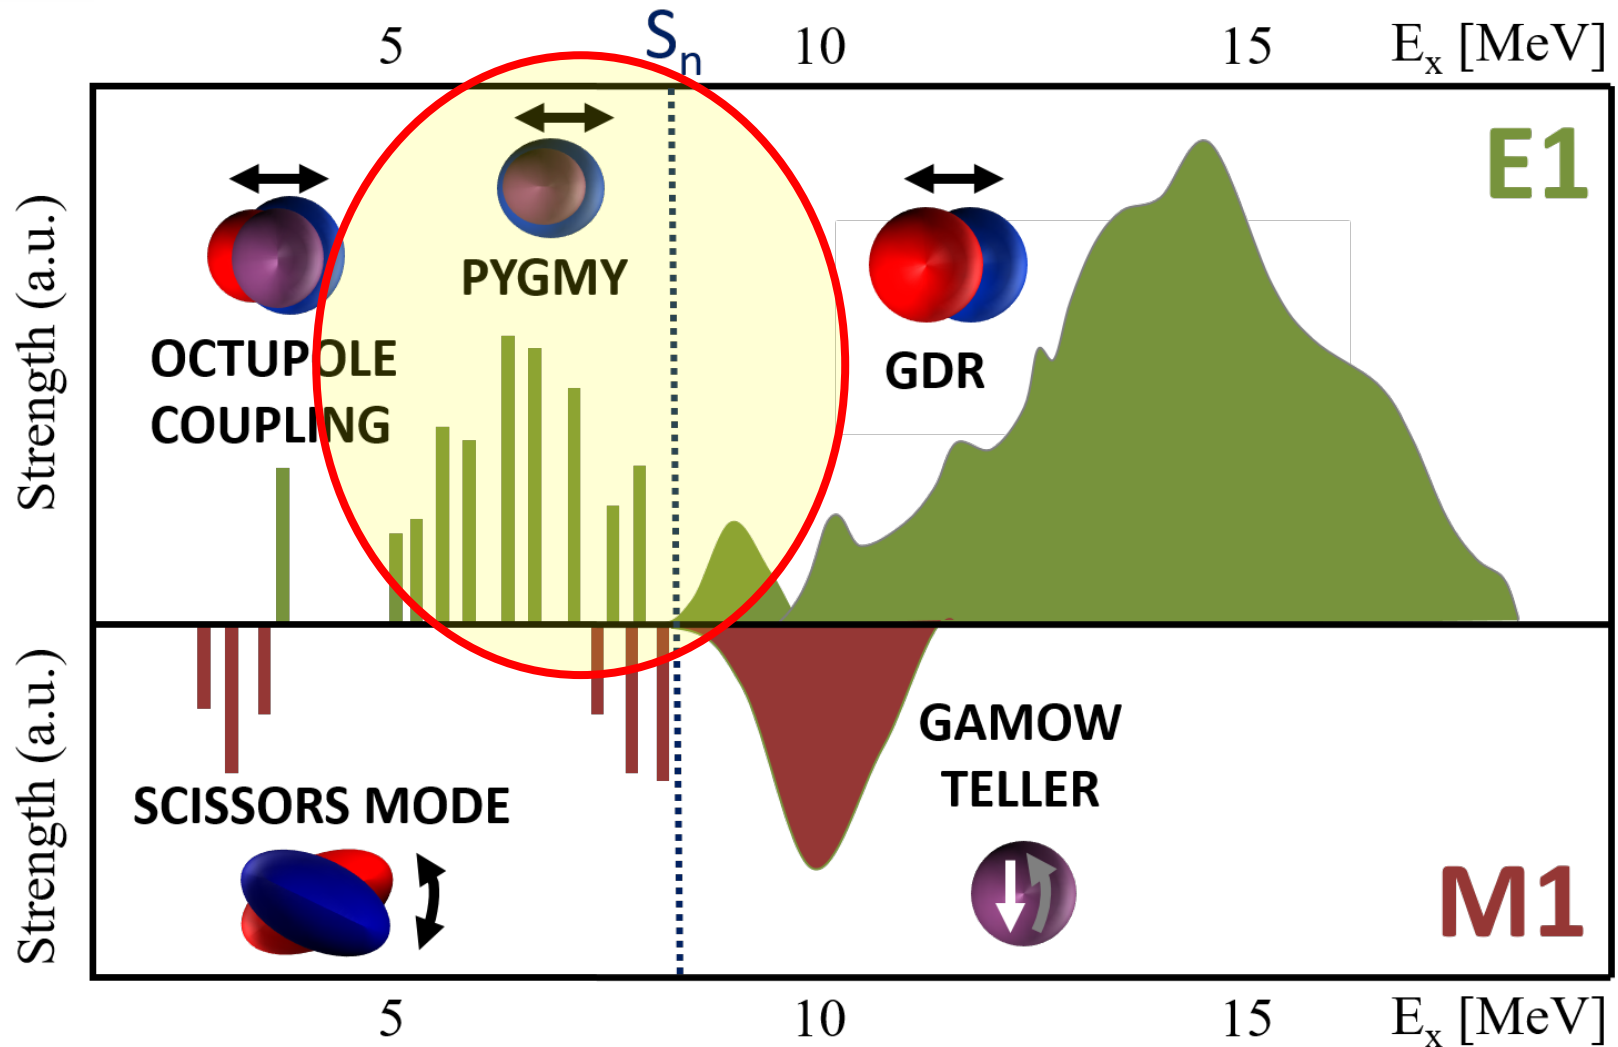 5 Sn 10 15 Ex [MeV]
E1
Strength (a.u.)
PYGMY
OCTUPOLE
COUPLING
GDR
Strength (a.u.)
SCISSORS MODE
GAMOW
TELLER
M1
5 10 15 Ex [MeV]